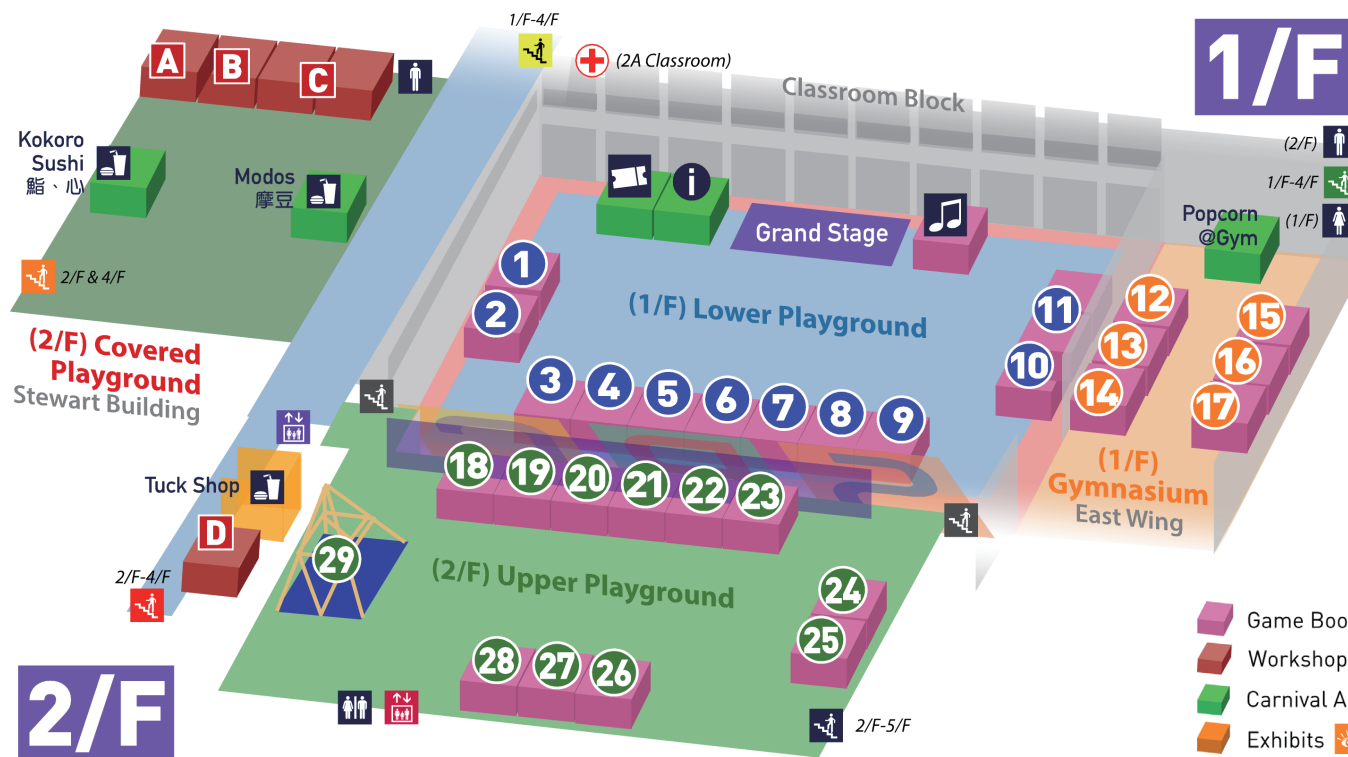 1/F-4/F
(2A Classroom)
Classroom Block
1/F
A
B
C
(2/F)
1/F-4/F
(1/F)
Kokoro
Sushi
鮨、心
Modos
摩豆
i
Grand Stage
Popcorn
@Gym
2/F & 4/F
1
2
(1/F) Lower Playground
11
10
12
13
14
15
16
17
(2/F) Covered
Playground
Stewart Building
3
4
5
6
7
8
9
(1/F)
Gymnasium
East Wing
Tuck Shop
18
19
20
21
22
23
D
29
(2/F) Upper Playground
2/F-4/F
24
25
28
27
26
2/F-5/F
2/F
Game Boo
Workshop
Carnival A
Exhibits